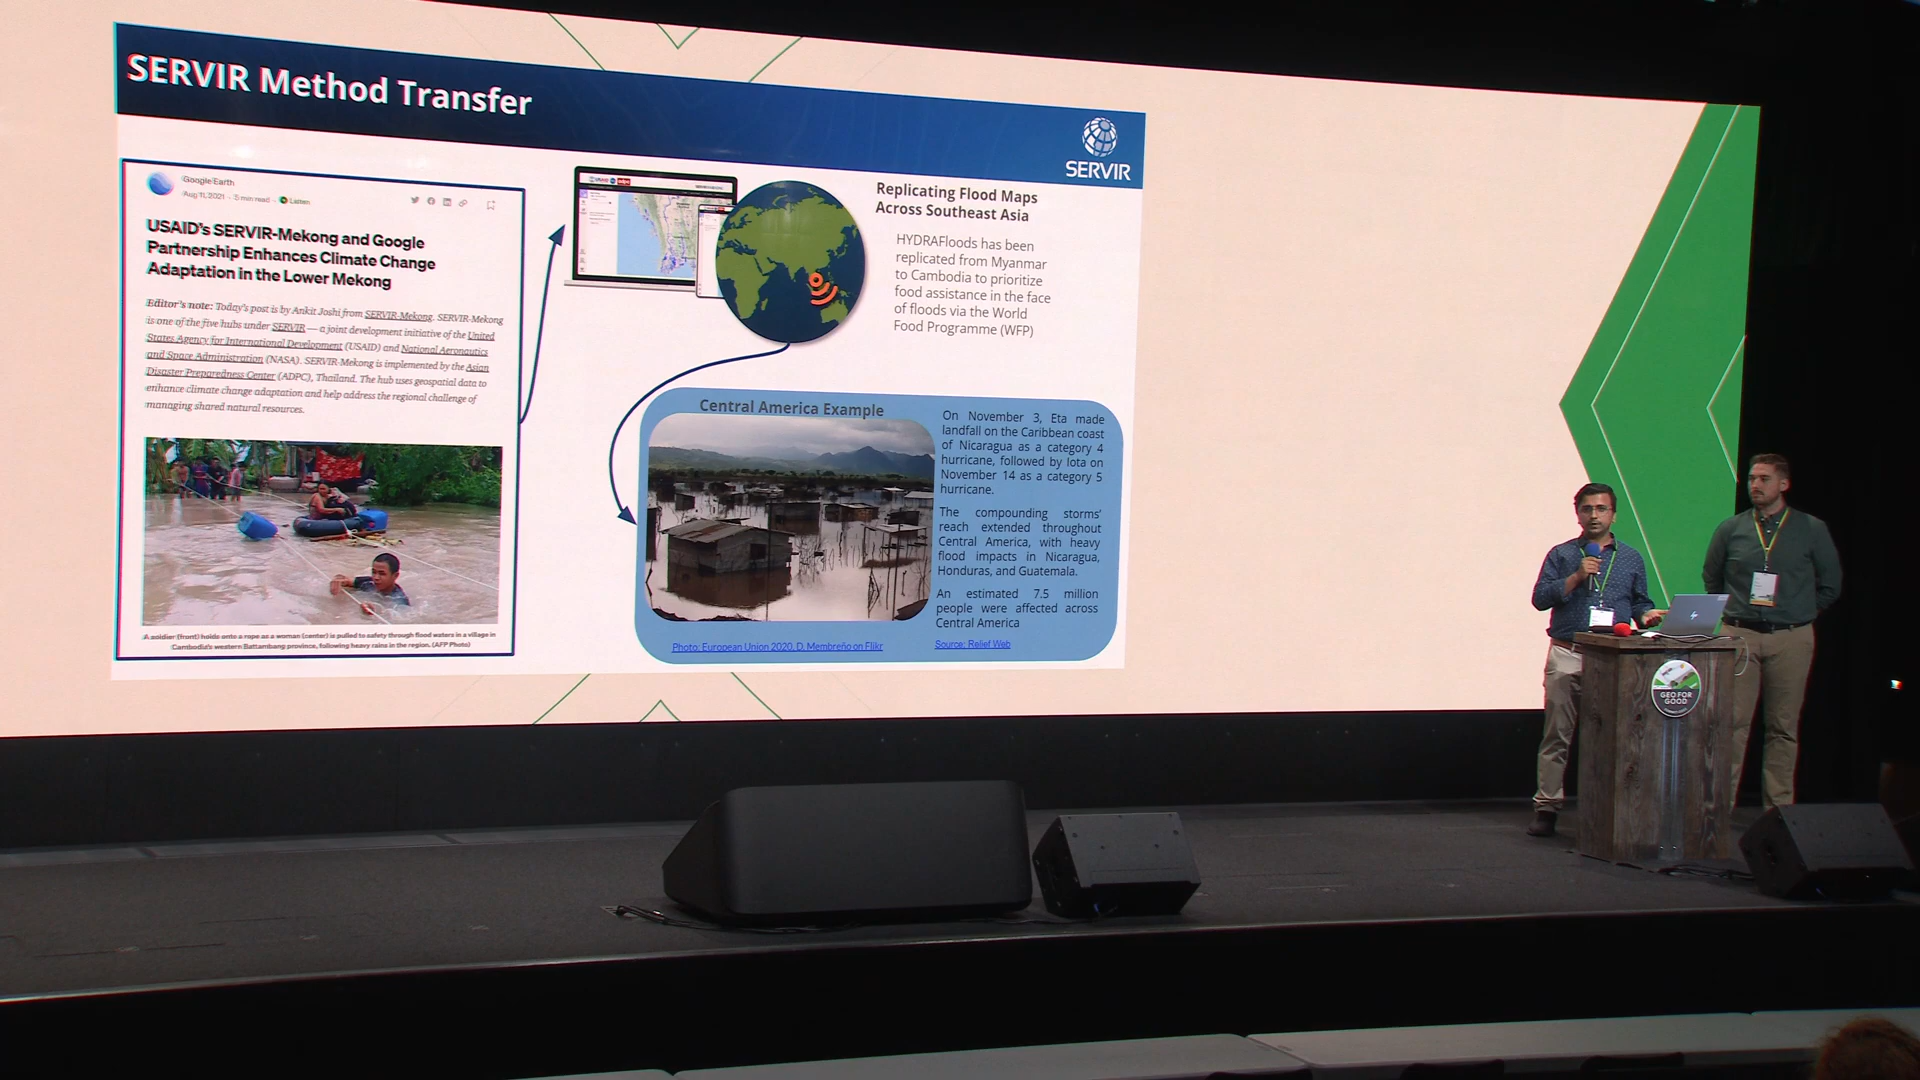 SERVIR Method Transfer
SERVIR
Google Earth
Aug 11, 2021 · 5 min read · Listen
USAID's SERVIR-Mekong and Google
Partnership Enhances Climate Change
Adaptation in the Lower Mekong
Editor's note: Today's post is by Ankit Joshi from SERVIR-Mekong. SERVIR-Mekong
is one of the five hubs under SERVIR — a joint development initiative of the United
States Agency for International Development (USAID) and National Aeronautics
and Space Administration (NASA). SERVIR-Mekong is implemented by the Asian
Disaster Preparedness Center (ADPC), Thailand. The hub uses geospatial data to
enhance climate change adaptation and help address the regional challenge of
managing shared natural resources.
A soldier (front) holds onto a rope as a woman (center) is pulled to safety through flood waters in a village in
Cambodia's western Battambang province, following heavy rains in the region. (AFP Photo)
Replicating Flood Maps
Across Southeast Asia
HYDRAFloods has been
replicated from Myanmar
to Cambodia to prioritize
food assistance in the face
of floods via the World
Food Programme (WFP)
Central America Example
On November 3, Eta made
landfall on the Caribbean coast
of Nicaragua as a category 4
hurricane, followed by Iota on
November 14 as a category 5
hurricane.
The compounding storms'
reach extended throughout
Central America, with heavy
flood impacts in Nicaragua,
Honduras, and Guatemala.
An estimated 7.5 million
people were affected across
Central America
Photo: European Union 2020, D. Membreño on Flikr
Source: Relief Web
GEO FOR
GOOD